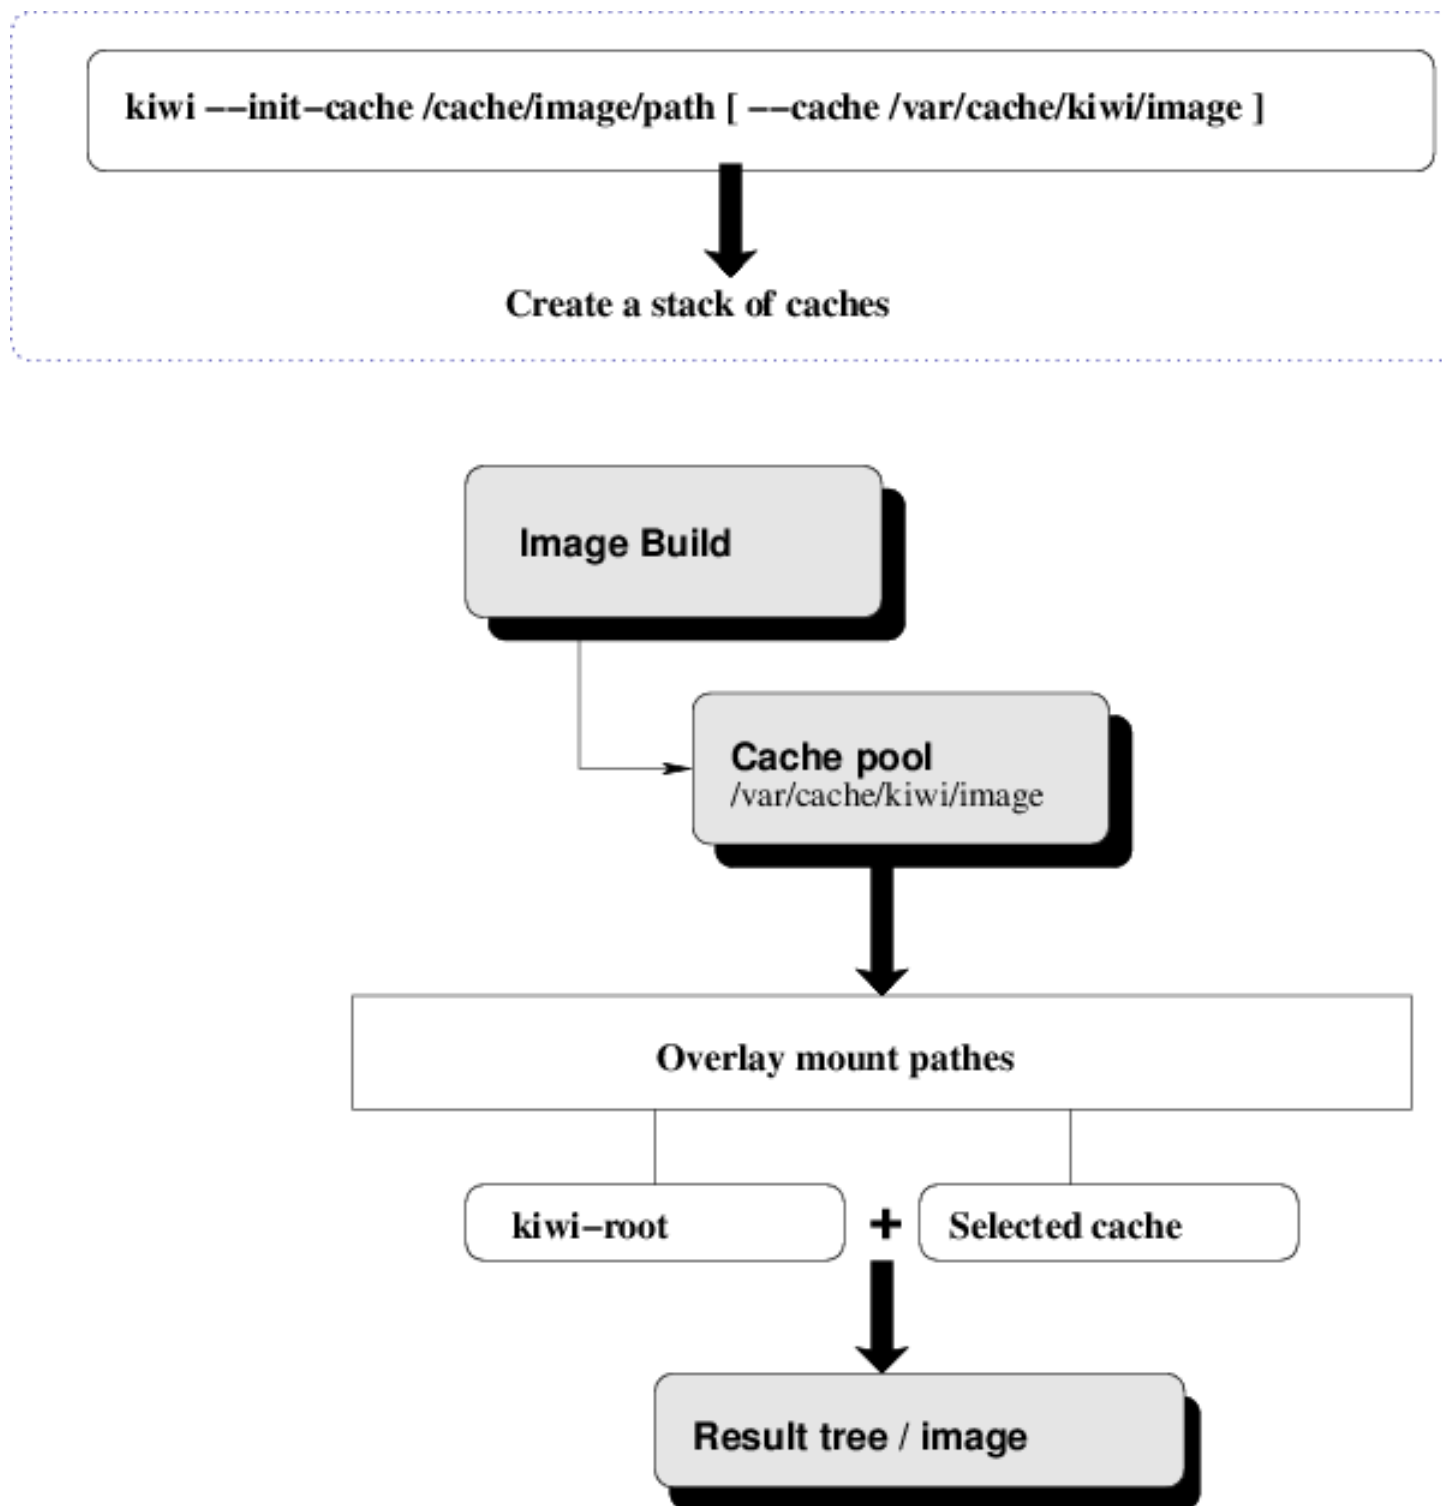 kiwi −−init−cache /cache/image/path [ −−cache /var/cache/kiwi/image ]
Create a stack of caches
Image Build
Cache pool
/var/cache/kiwi/image
Overlay mount pathes
kiwi−root + Selected cache
Result tree / image